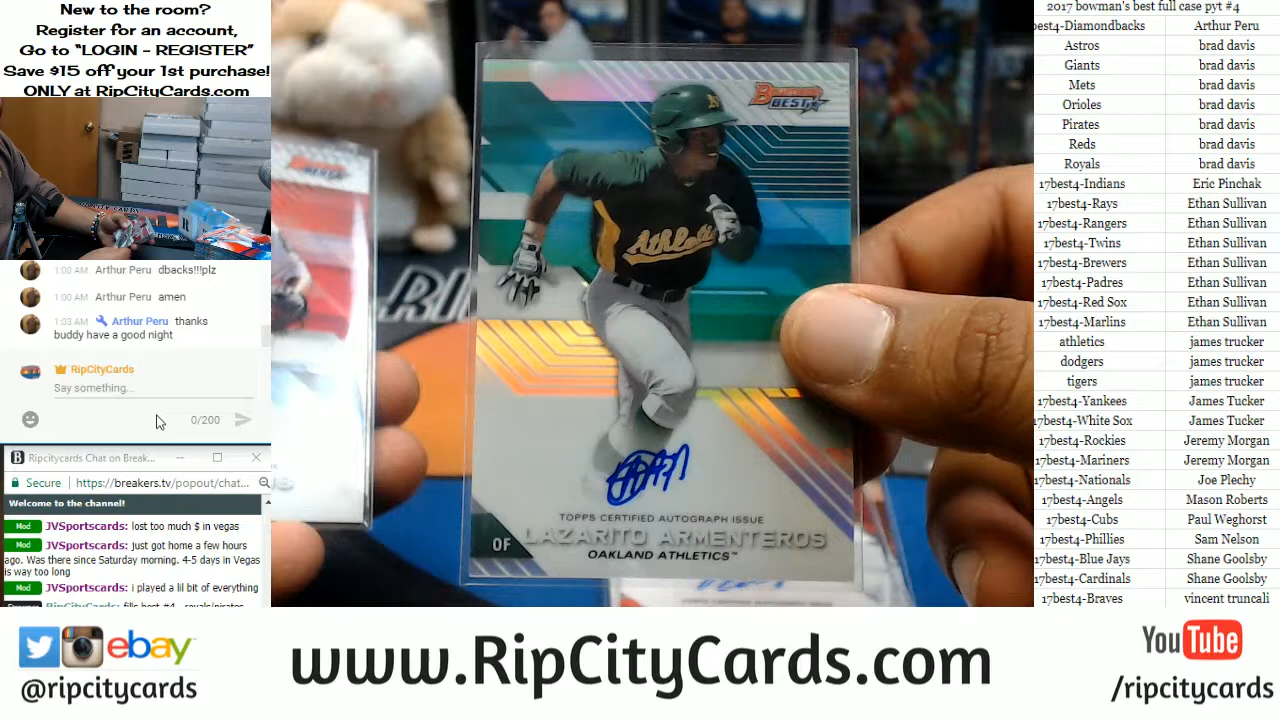 New to the room?
Register for an account,
Go to "LOGIN - REGISTER"
Save $15 off your 1st purchase!
ONLY at RipCityCards.com
1:00 AM Arthur Peru dbacks!!!plz
1:00 AM Arthur Peru amen
1:03 AM Arthur Peru thanks
buddy have a good night
RipCityCards
Say something...
0/200
Ripcitycards Chat on Break...
Secure https://breakers.tv/popout/chat...
Welcome to the channel!
Mod JVSportscards: lost too much $ in vegas
Mod JVSportscards: just got home a few hours
ago. Was there since Saturday morning. 4-5 days in Vegas
is way too long
Mod JVSportscards: i played a lil bit of everything
RipCityCards: fills best #4 royals/pirates
Bowman's
BEST
N
Athletics
TOPPS CERTIFIED AUTOGRAPH ISSUE
LAZARITO ARMENTEROS
OF OAKLAND ATHLETICS™
2017 bowman's best full case pyt #4
best4-Diamondbacks Arthur Peru
Astros brad davis
Giants brad davis
Mets brad davis
Orioles brad davis
Pirates brad davis
Reds brad davis
Royals brad davis
17best4-Indians Eric Pinchak
17best4-Rays Ethan Sullivan
17best4-Rangers Ethan Sullivan
17best4-Twins Ethan Sullivan
17best4-Brewers Ethan Sullivan
17best4-Padres Ethan Sullivan
17best4-Red Sox Ethan Sullivan
17best4-Marlins Ethan Sullivan
athletics james trucker
dodgers james trucker
tigers james trucker
17best4-Yankees James Tucker
17best4-White Sox James Tucker
17best4-Rockies Jeremy Morgan
17best4-Mariners Jeremy Morgan
17best4-Nationals Joe Plechy
17best4-Angels Mason Roberts
17best4-Cubs Paul Weghorst
17best4-Phillies Sam Nelson
17best4-Blue Jays Shane Goolsby
17best4-Cardinals Shane Goolsby
17best4-Braves vincent truncali
ebay
@ripcitycards
www.RipCityCards.com
YouTube
/ripcitycards